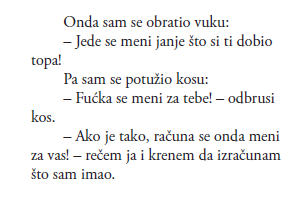 Onda sam se obratio vuku:
– Jede se meni janje što si ti dobio
topa!
Pa sam se potužio kosu:
– Fućka se meni za tebe! – odbrusi
kos.
– Ako je tako, računa se onda meni
za vas! – rečem ja i krenem da izračunam
što sam imao.